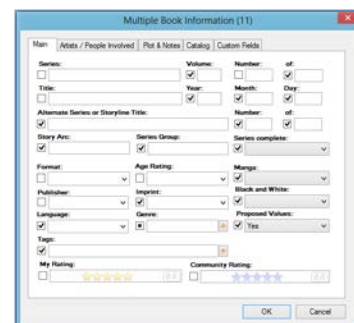 Multiple Book Information (11)
Main Artists / People Involved Plot & Notes Catalog Custom Fields
Series: Volume: Number: of:
Title: Year: Month: Day:
Alternate Series or Storyline Title: Number: of:
Story Arc: Series Group: Series complete:
Format: Age Rating: Manga:
Publisher: Imprint: Black and White:
Language: Genre: Proposed Values:
Yes
Tags:
My Rating: Community Rating:
OK Cancel